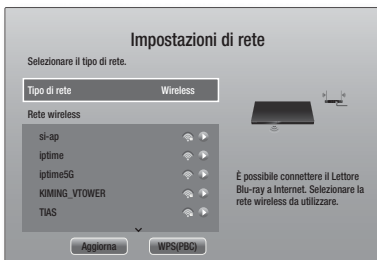 Impostazioni di rete
Selezionare il tipo di rete.
Tipo di rete Wireless
Rete wireless
si-ap
iptime
iptime5G
KIMING_VTOWER
TIAS
Aggiorna WPS(PBC)
È possibile connettere il Lettore
Blu-ray a Internet. Selezionare la
rete wireless da utilizzare.